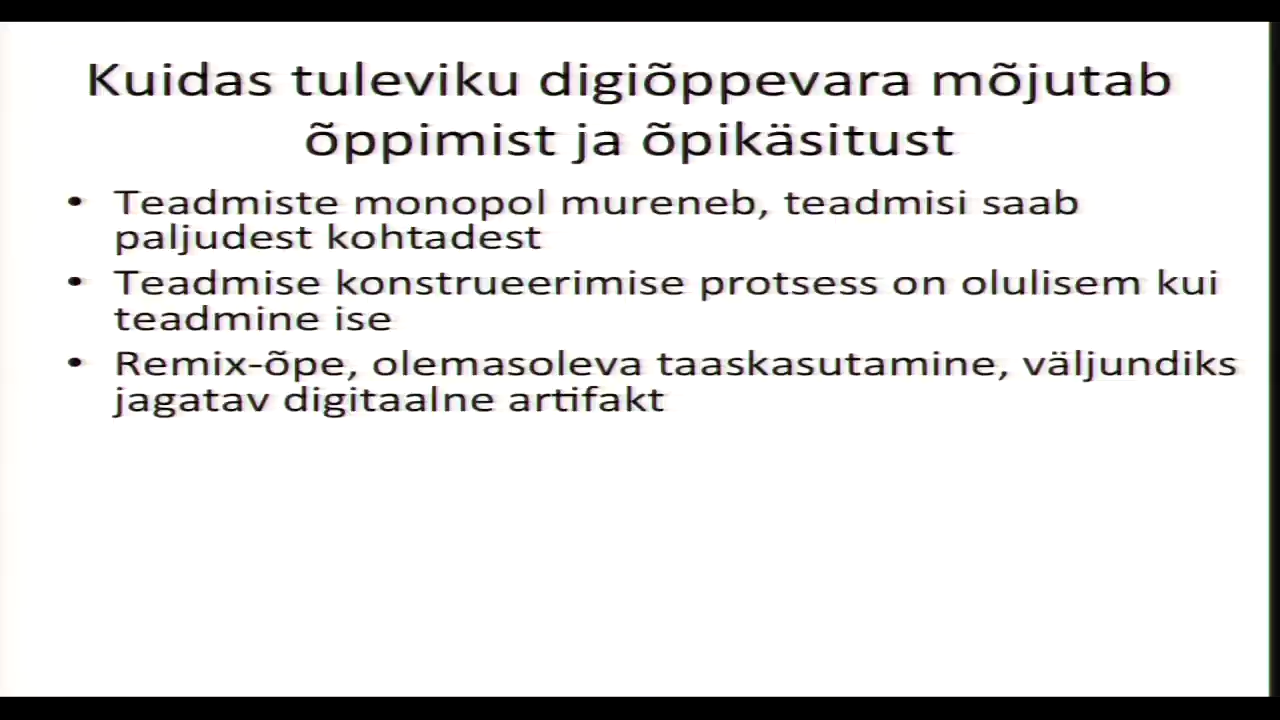 Kuidas tuleviku digiõppevara mõjutab
õppimist ja õpikäsitust
• Teadmiste monopol mureneb, teadmisi saab
paljudest kohtadest
• Teadmise konstrueerimise protsess on olulisem kui
teadmine ise
• Remix-õpe, olemasoleva taaskasutamine, väljundiks
jagatav digitaalne artifakt